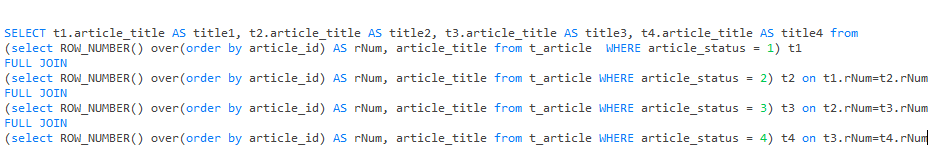 SELECT t1.article_title AS title1, t2.article_title AS title2, t3.article_title AS title3, t4.article_title AS title4 from
(select ROW_NUMBER() over(order by article_id) AS rNum, article_title from t_article  WHERE article_status = 1) t1
FULL JOIN
(select ROW_NUMBER() over(order by article_id) AS rNum, article_title from t_article WHERE article_status = 2) t2 on t1.rNum=t2.rNum
FULL JOIN
(select ROW_NUMBER() over(order by article_id) AS rNum, article_title from t_article WHERE article_status = 3) t3 on t2.rNum=t3.rNum
FULL JOIN
(select ROW_NUMBER() over(order by article_id) AS rNum, article_title from t_article WHERE article_status = 4) t4 on t3.rNum=t4.rNum